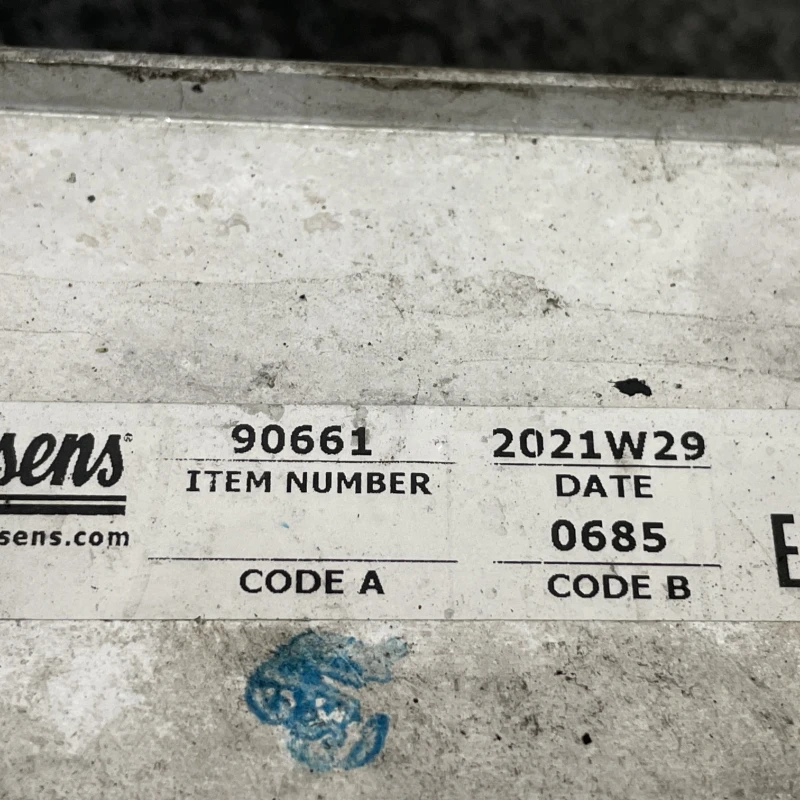 sens®
90661
2021W29
ITEM NUMBER
DATE
sens.com
0685
CODE A
CODE B
E